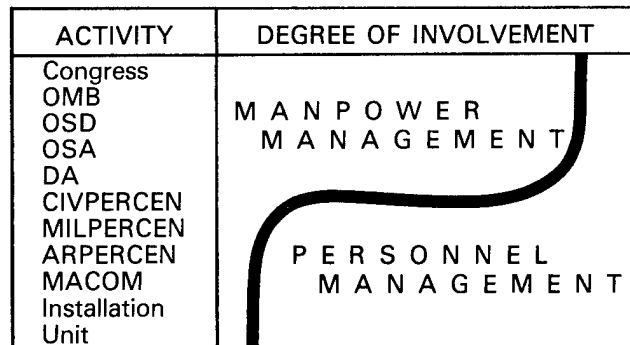 ACTIVITY
DEGREE OF INVOLVEMENT
Congress
OMB
OSD
OSA
DA
CIVPERCEN
MILPERCEN
ARPERCEN
MACOM
Installation
Unit
MANPOWER
MANAGEMENT
PERSONNEL
MANAGEMENT